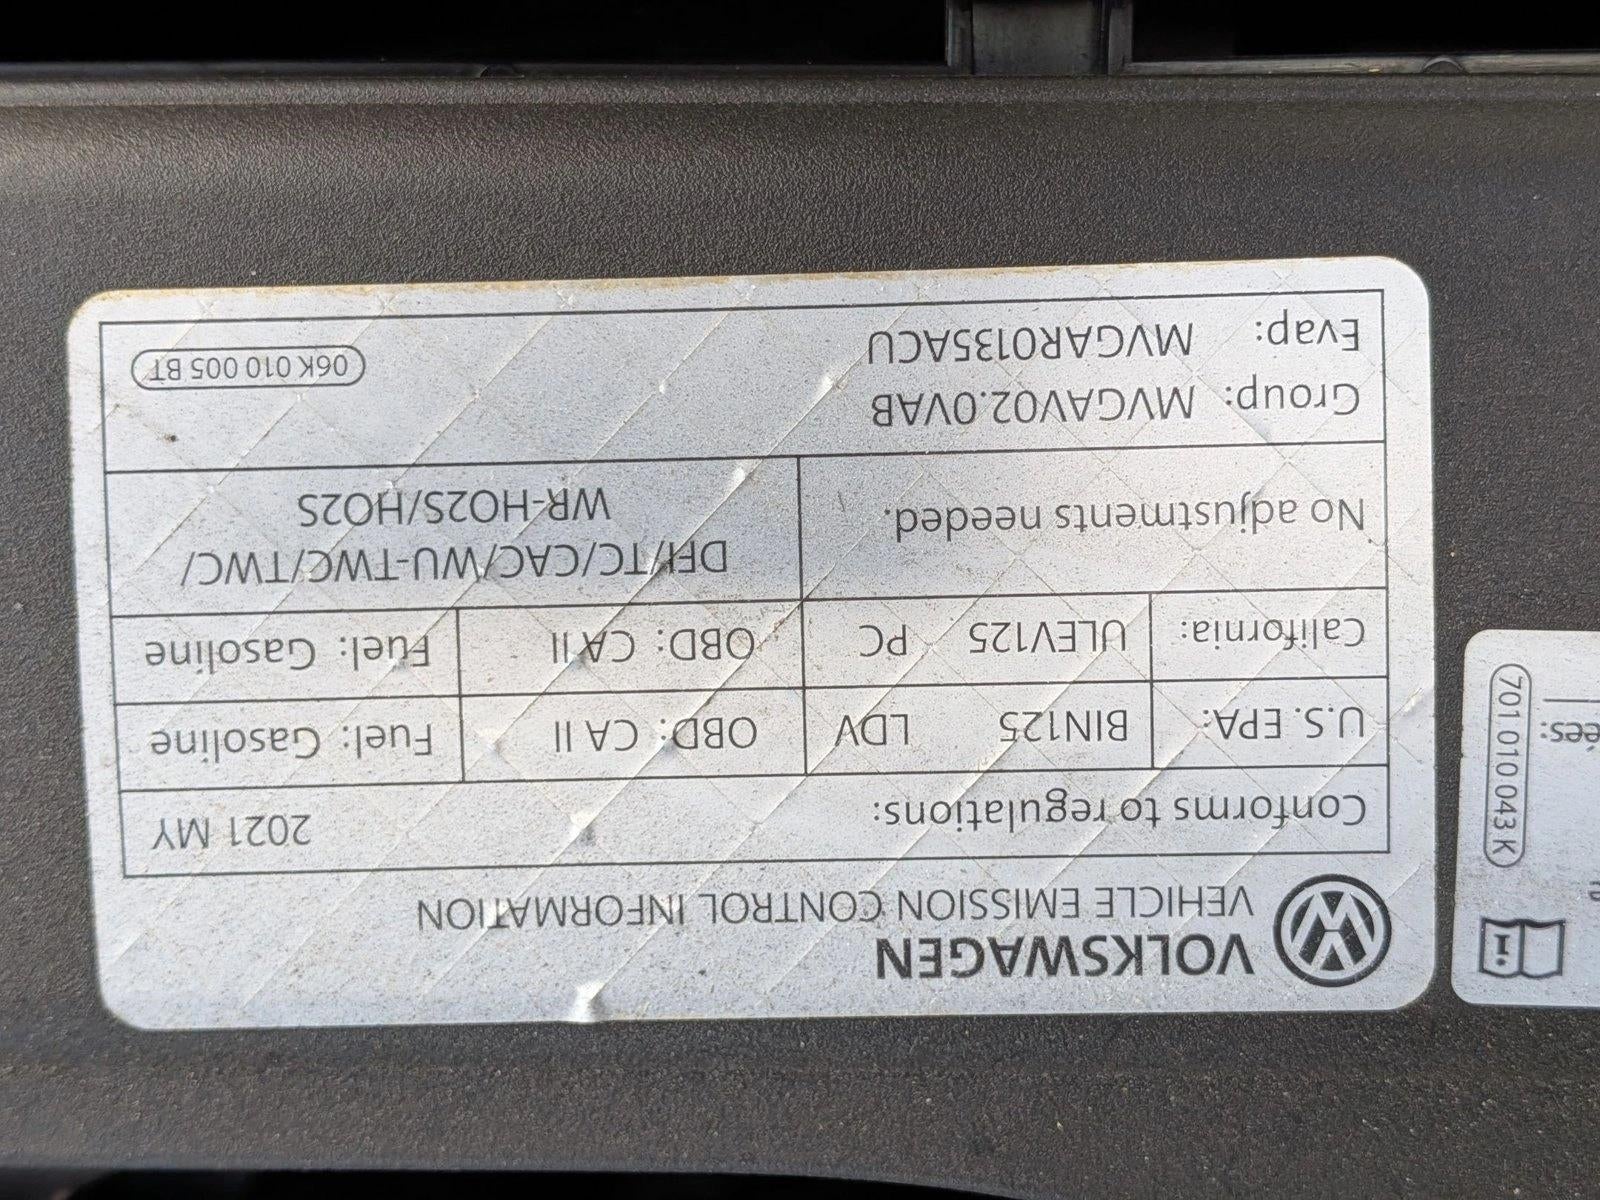 VOLKSWAGEN
VEHICLE EMISSION CONTROL INFORMATION
Conforms to regulations: 2021 MY
U.S. EPA: BIN125 LDV OBD: CA II Fuel: Gasoline
California: ULEV125 PC OBD: CA II Fuel: Gasoline
No adjustments needed. DFI/TC/CAC/WU-TWC/TWC/
WR-HO2S/HO2S
Group: MVGAV02.0VAB
Evap: MVGAR0135ACU
06K 010 005 BT
701 010 043 K
ées: